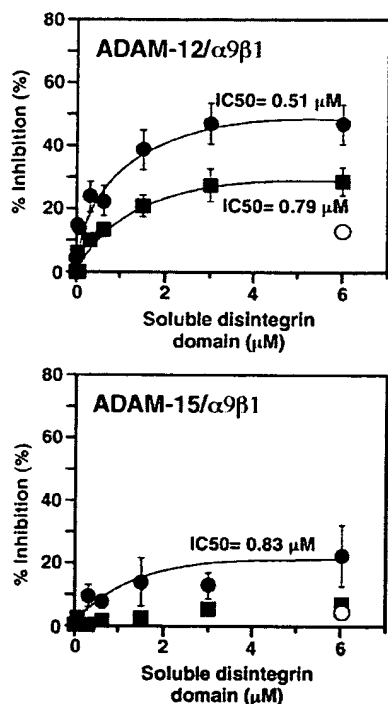 ADAM-12/α9β1
% Inhibition (%)
80
60
40
20
0
IC50= 0.51 μM
IC50= 0.79 μM
0 2 4 6
Soluble disintegrin
domain (μM)
ADAM-15/α9β1
% Inhibition (%)
80
60
40
20
0
IC50= 0.83 μM
0 2 4 6
Soluble disintegrin
domain (μM)